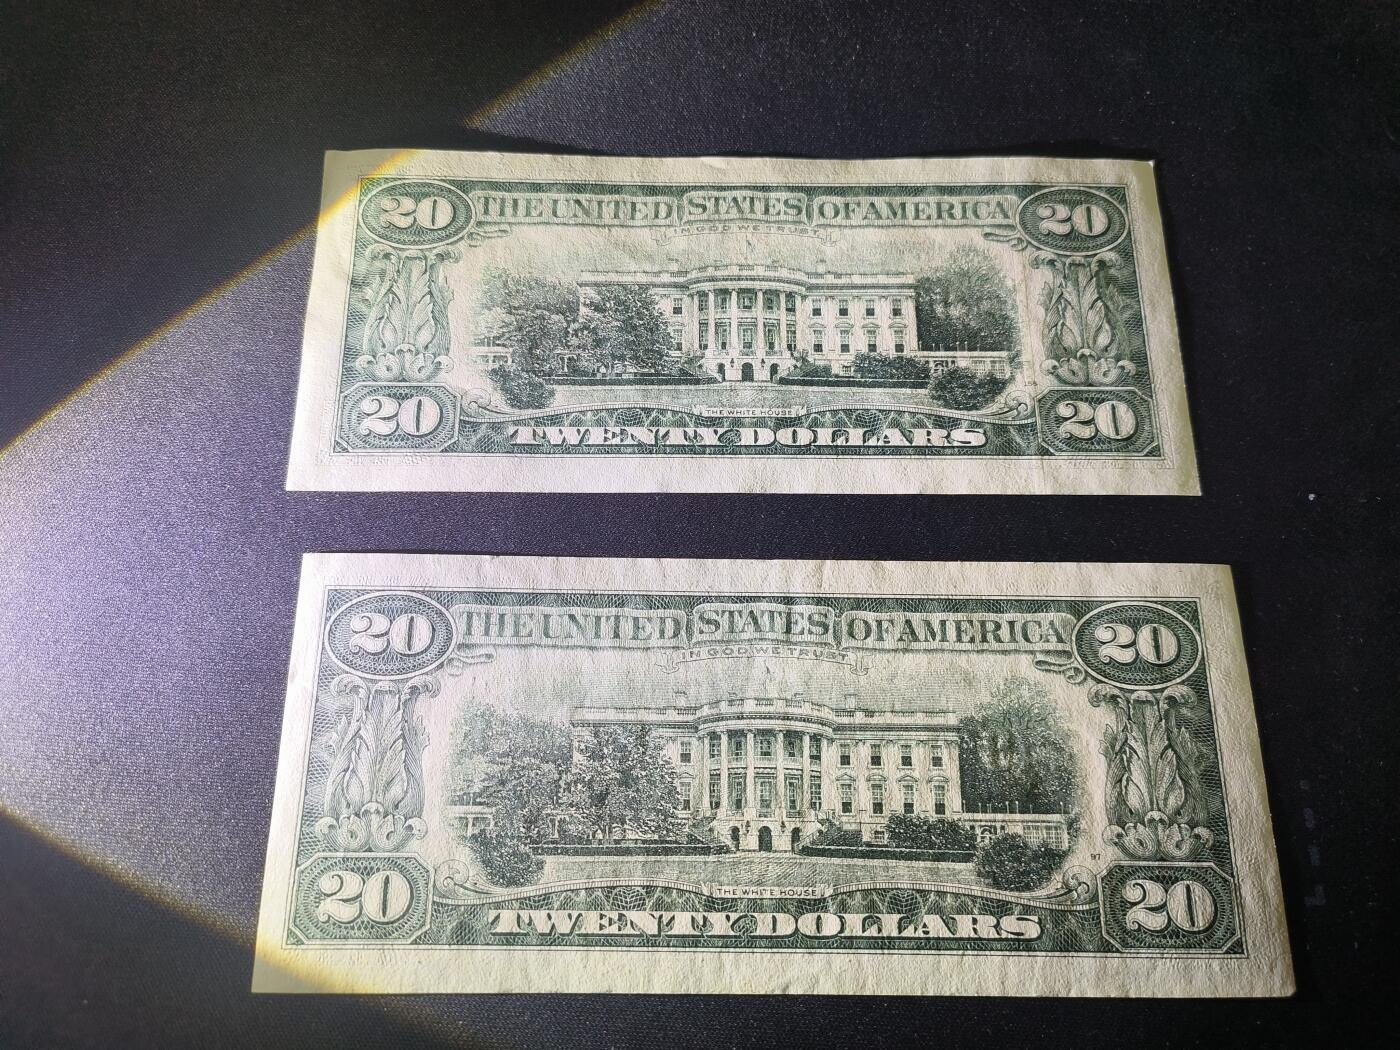 20 THE UNITED STATES OF AMERICA 20
IN GOD WE TRUST
THE WHITE HOUSE
20 TWENTY DOLLARS 20
20 THE UNITED STATES OF AMERICA 20
IN GOD WE TRUST
97
THE WHITE HOUSE
20 TWENTY DOLLARS 20